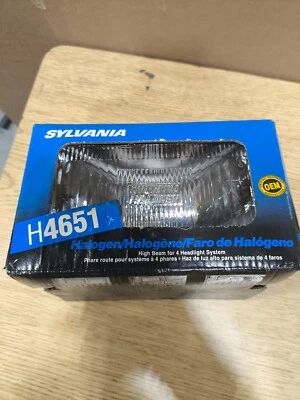 SYLVANIA
OEM
H4651
Halogen/Halogène/Faro de Halógeno
High Beam for 4 Headlight System
Phare route pour système à 4 phares • Haz de luz alto para sistema de 4 faros